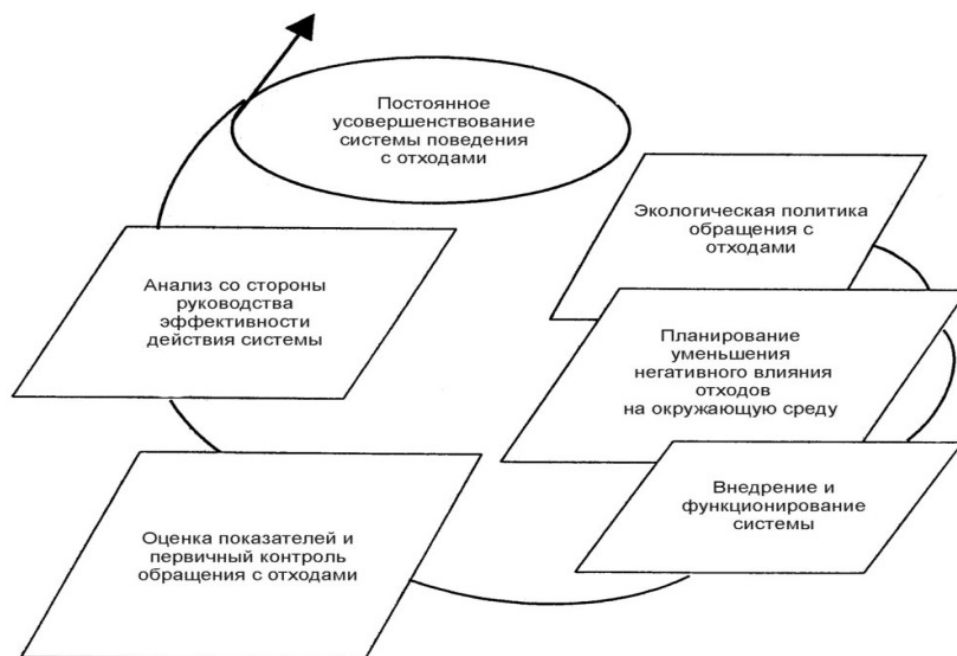 Постоянное
усовершенствование
системы поведения
с отходами
Экологическая политика
обращения с
отходами
Анализ со стороны
руководства
эффективности
действия системы
Планирование
уменьшения
негативного влияния
отходов
на окружающую среду
Внедрение и
функционирование
системы
Оценка показателей и
первичный контроль
обращения с отходами